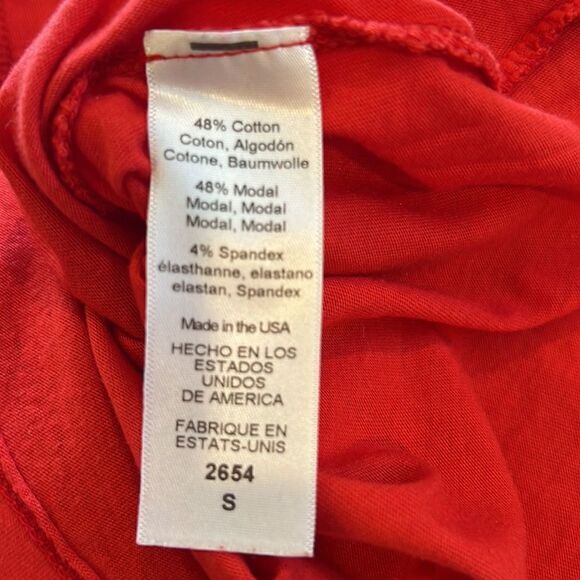 48% Cotton
Coton, Algodón
Cotone, Baumwolle
48% Modal
Modal, Modal
Modal, Modal
4% Spandex
élasthanne, elastano
elastan, Spandex
Made in the USA
HECHO EN LOS
ESTADOS
UNIDOS
DE AMERICA
FABRIQUE EN
ESTATS-UNIS
2654
S